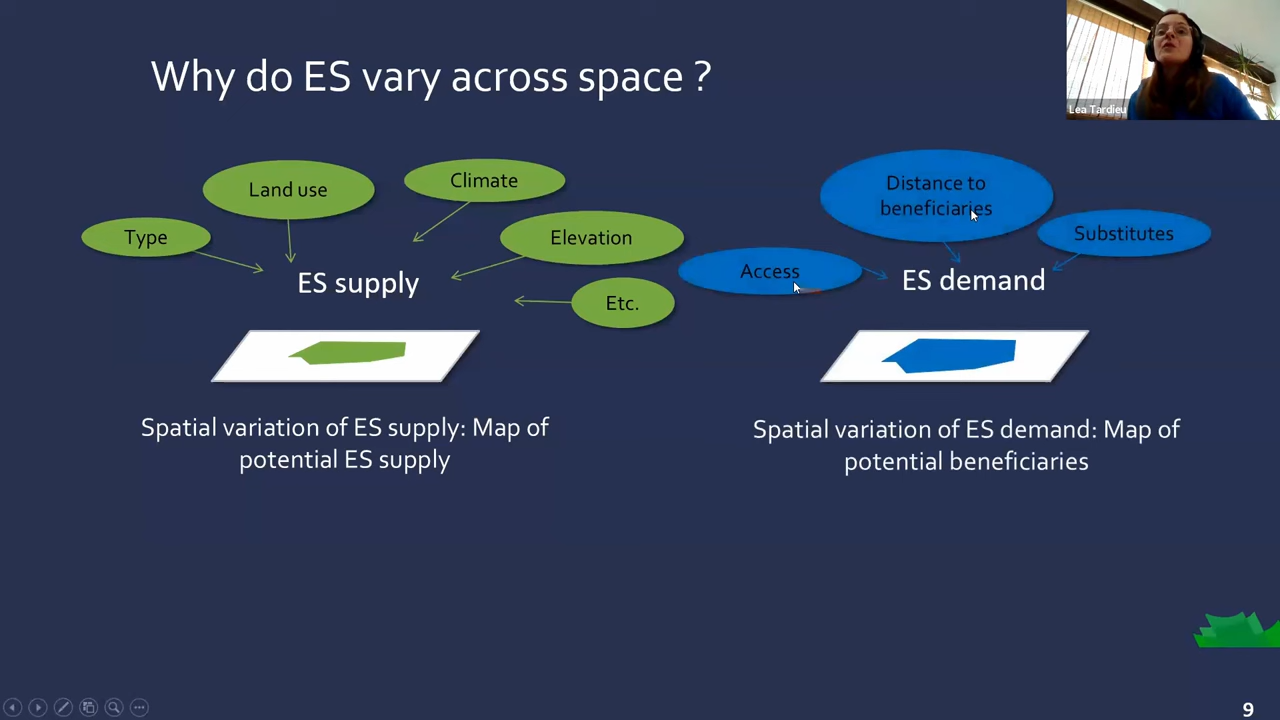 Why do ES vary across space ?
Lea Tardieu
Land use
Climate
Type
Elevation
Etc.
ES supply
Distance to
beneficiaries
Substitutes
Access
ES demand
Spatial variation of ES supply: Map of
potential ES supply
Spatial variation of ES demand: Map of
potential beneficiaries
9